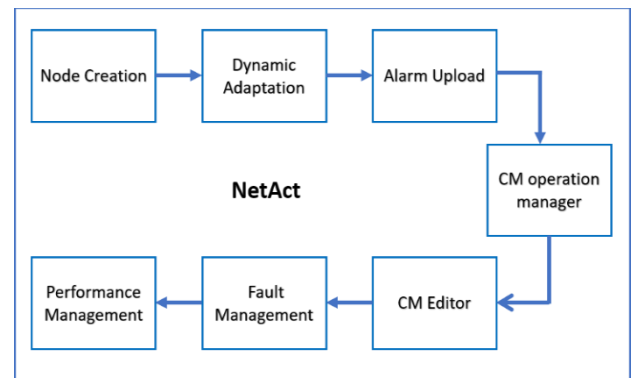 Node Creation
Dynamic
Adaptation
Alarm Upload
CM operation
manager
NetAct
Performance
Management
Fault
Management
CM Editor